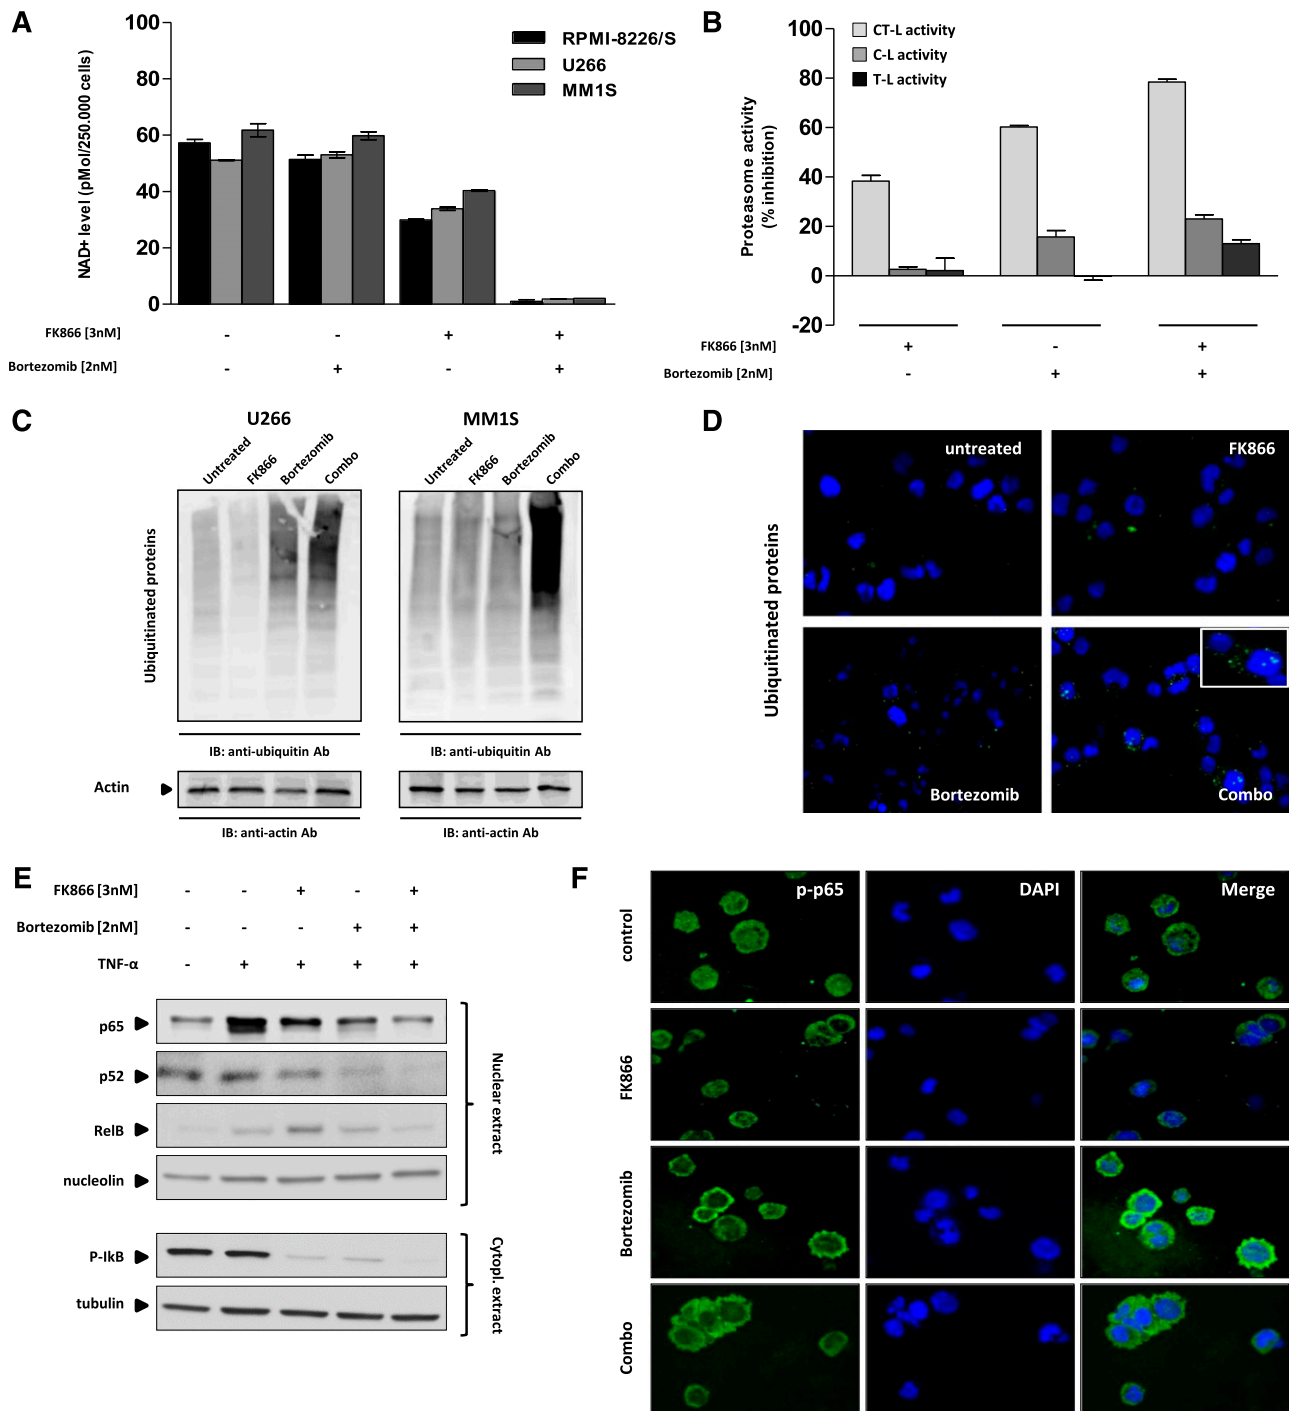 A
100
80
60
40
20
0
NAD+ level (pMol/250.000 cells)
RPMI-8226/S
U266
MM1S
FK866 [3nM] - - + +
Bortezomib [2nM] - + - +
B
100
80
60
40
20
0
-20
Proteasome activity
(% inhibition)
CT-L activity
C-L activity
T-L activity
FK866 [3nM] + - +
Bortezomib [2nM] - + +
C
U266
MM1S
Untreated FK866 Bortezomib Combo
Untreated FK866 Bortezomib Combo
Ubiquitinated proteins
IB: anti-ubiquitin Ab
IB: anti-ubiquitin Ab
Actin
IB: anti-actin Ab
IB: anti-actin Ab
D
Ubiquitinated proteins
untreated
FK866
Bortezomib
Combo
E
FK866 [3nM] - - + - +
Bortezomib [2nM] - - - + +
TNF-α - + + + +
p65
p52
RelB
nucleolin
Nuclear extract
P-IkB
tubulin
Cytopl. extract
F
p-p65
DAPI
Merge
control
FK866
Bortezomib
Combo